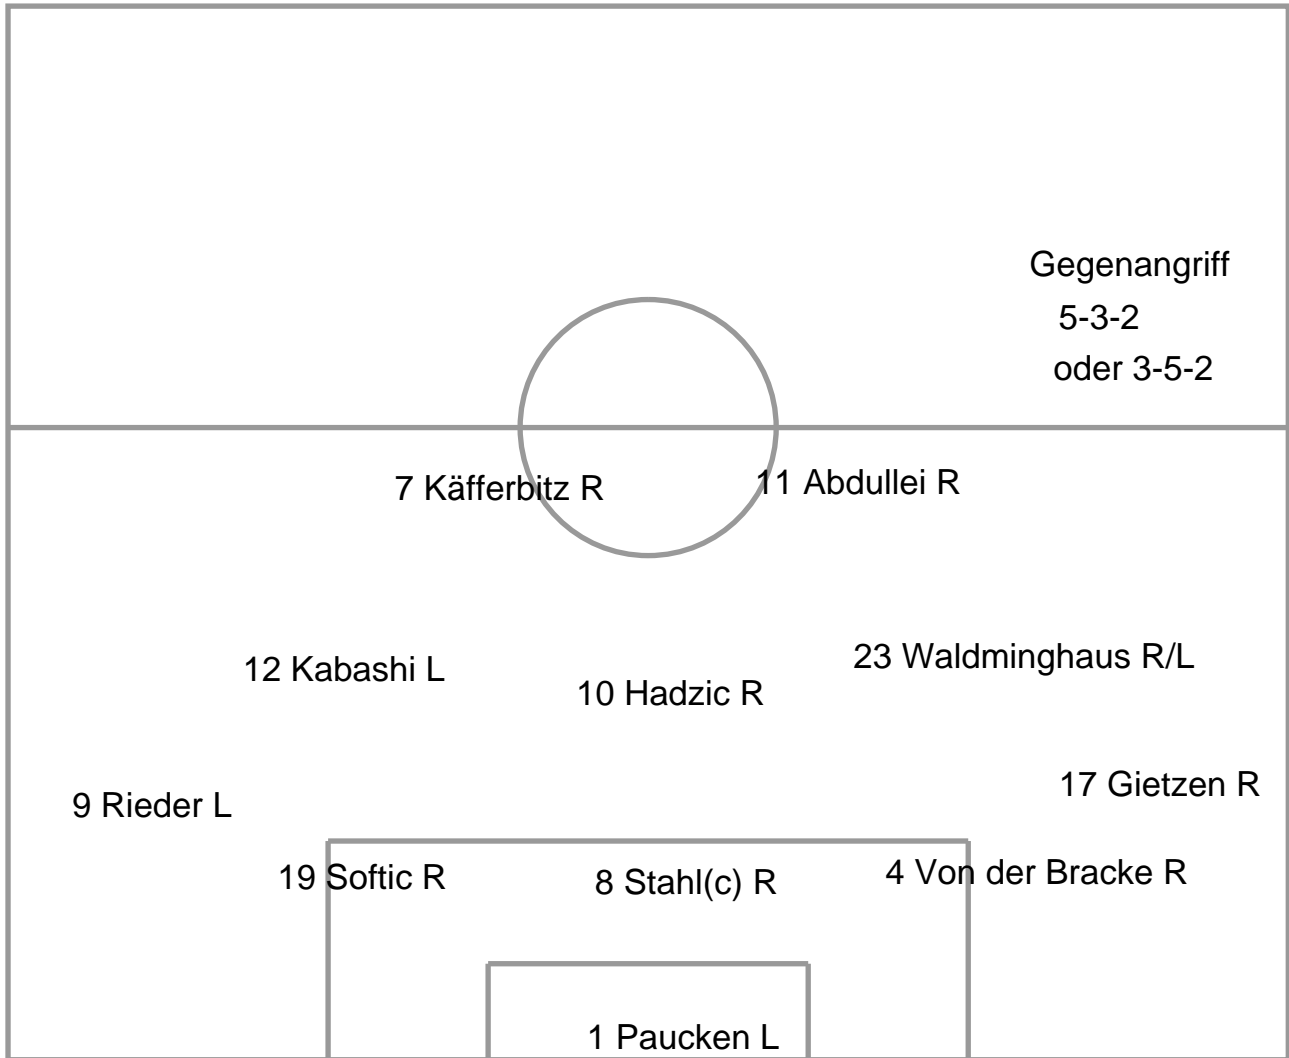 Gegenangriff
5-3-2
oder 3-5-2
7 Käfferbitz R
11 Abdullei R
12 Kabashi L
10 Hadzic R
23 Waldminghaus R/L
9 Rieder L
17 Gietzen R
19 Softic R
8 Stahl(c) R
4 Von der Bracke R
1 Paucken L